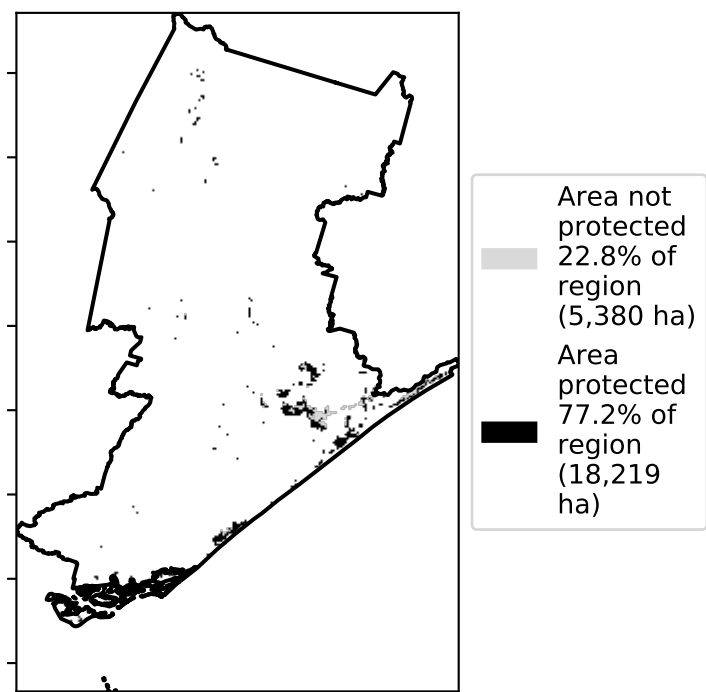 Area not
protected
22.8% of
region
(5,380 ha)
Area
protected
77.2% of
region
(18,219
ha)